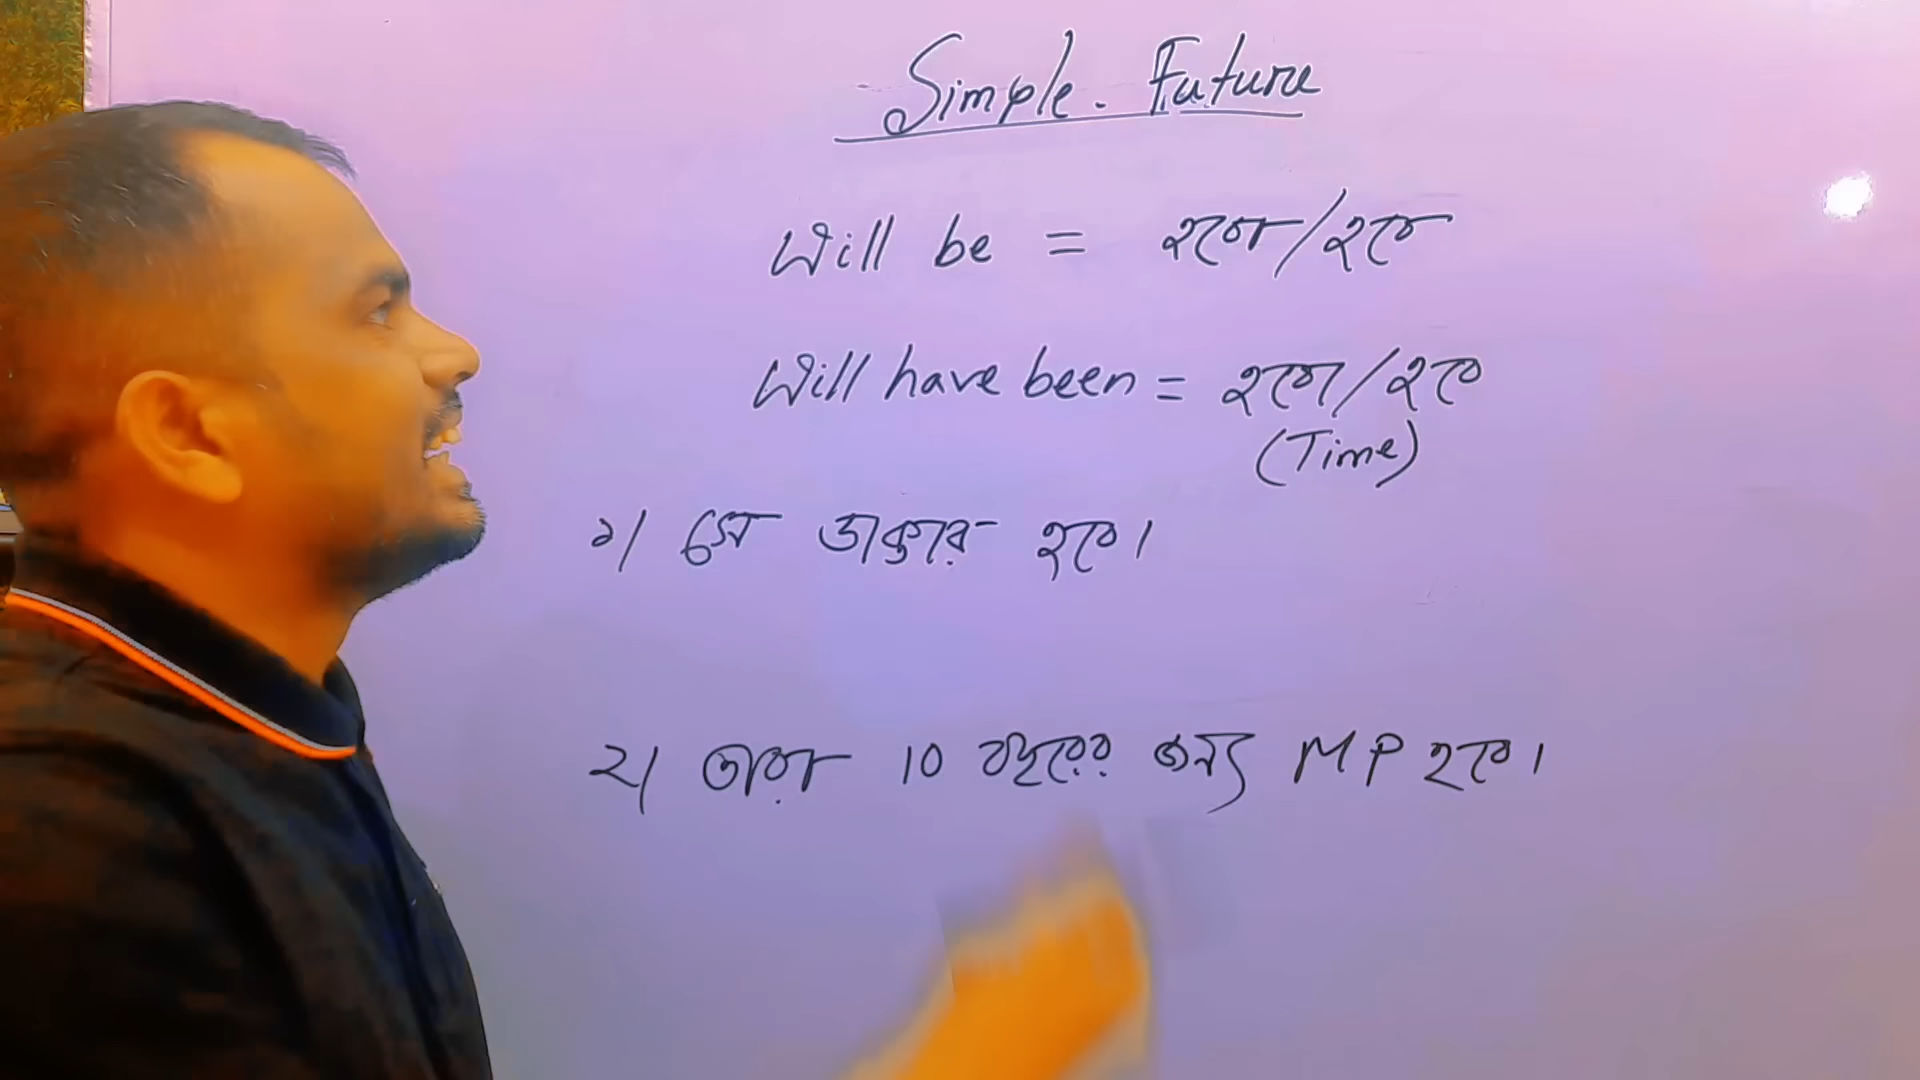 Simple. Future
Will be = হবো/হবে
Will have been = হবো/হবে
(Time)
১। সে ডাক্তার হবে।
২। তারা 10 বছরের জন্য MP হবে।